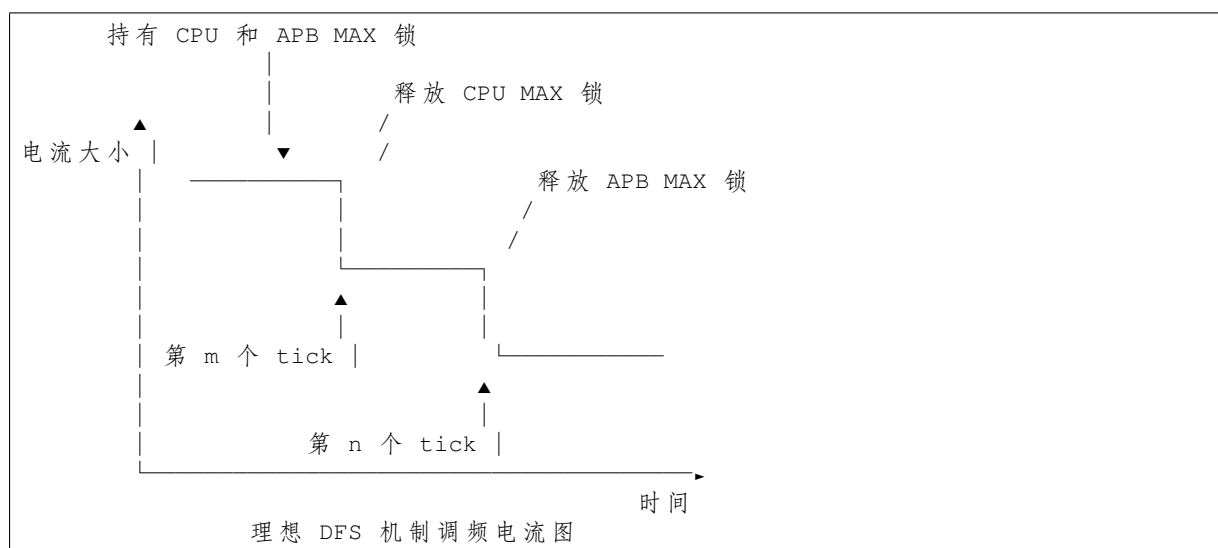 持有 CPU 和 APB MAX 锁
释放 CPU MAX 锁
电流大小
释放 APB MAX 锁
第 m 个 tick
第 n 个 tick
时间
理想 DFS 机制调频电流图